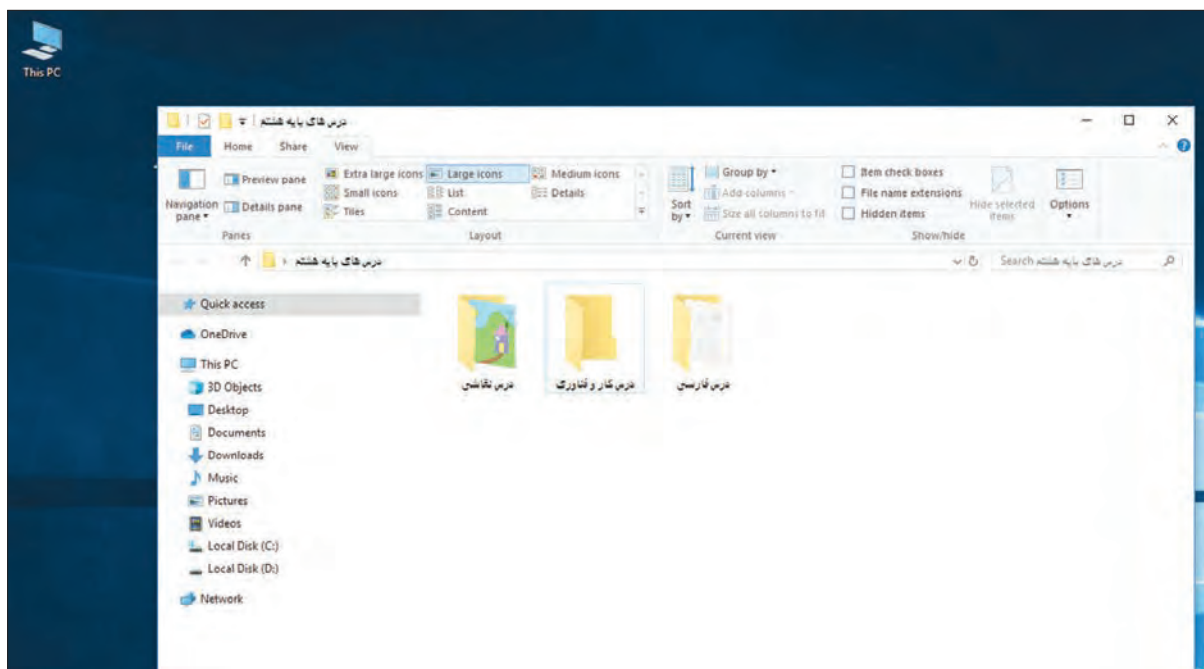 This PC
درس های پایه هشتم
File Home Share View
Navigation pane
Preview pane
Details pane
Panes
Extra large icons Large icons Medium icons
Small icons List Details
Tiles Content
Layout
Sort by
Group by
Add columns
Size all columns to fit
Current view
Item check boxes
File name extensions
Hidden items
Hide selected items
Show/hide
Options
درس های پایه هشتم
Search درس های پایه هشتم
Quick access
OneDrive
This PC
3D Objects
Desktop
Documents
Downloads
Music
Pictures
Videos
Local Disk (C:)
Local Disk (D:)
Network
درس نقاشی
درس کار و فناوری
درس فارسی